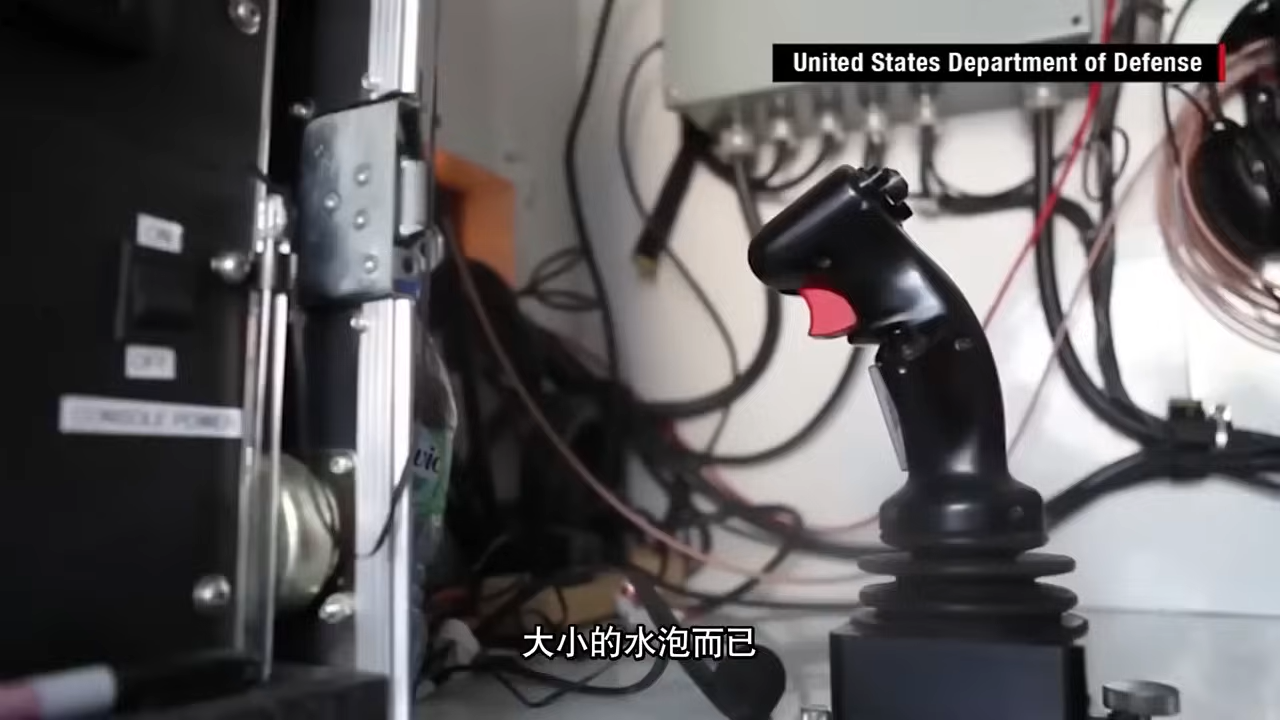 United States Department of Defense
ON
OFF
CONSOLE POWER
大小的水泡而已